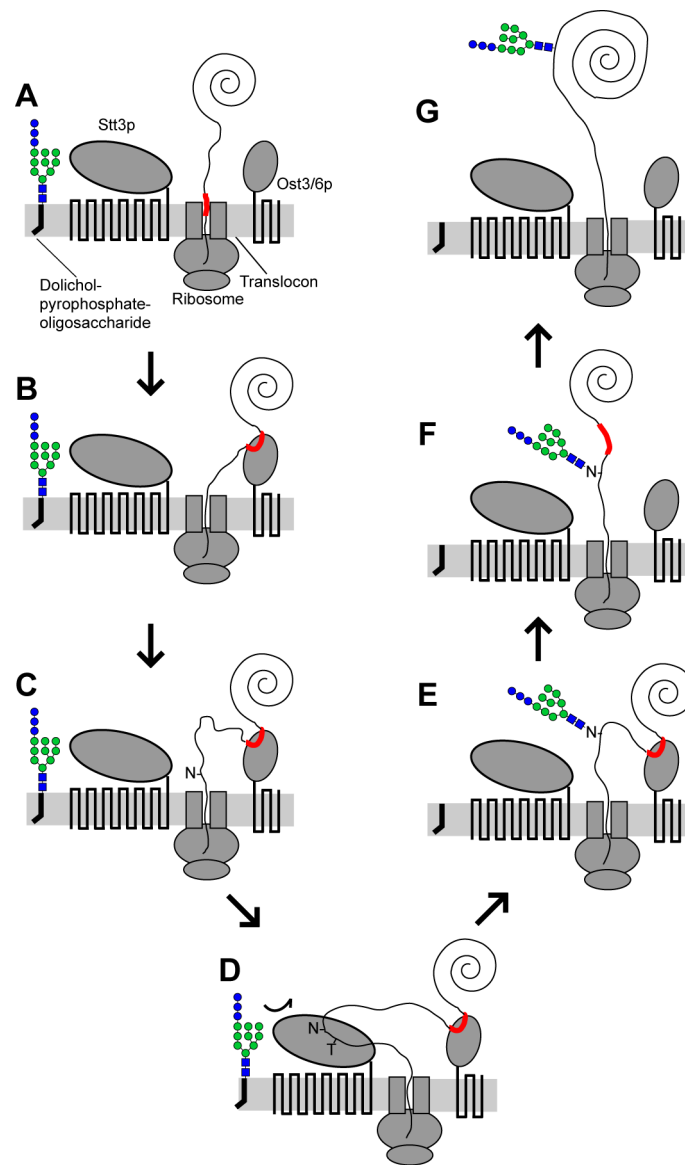 A
Stt3p
Ost3/6p
Dolichol-
pyrophosphate-
oligosaccharide
Ribosome
Translocon
B
C
N
D
N
T
E
N
F
N
G